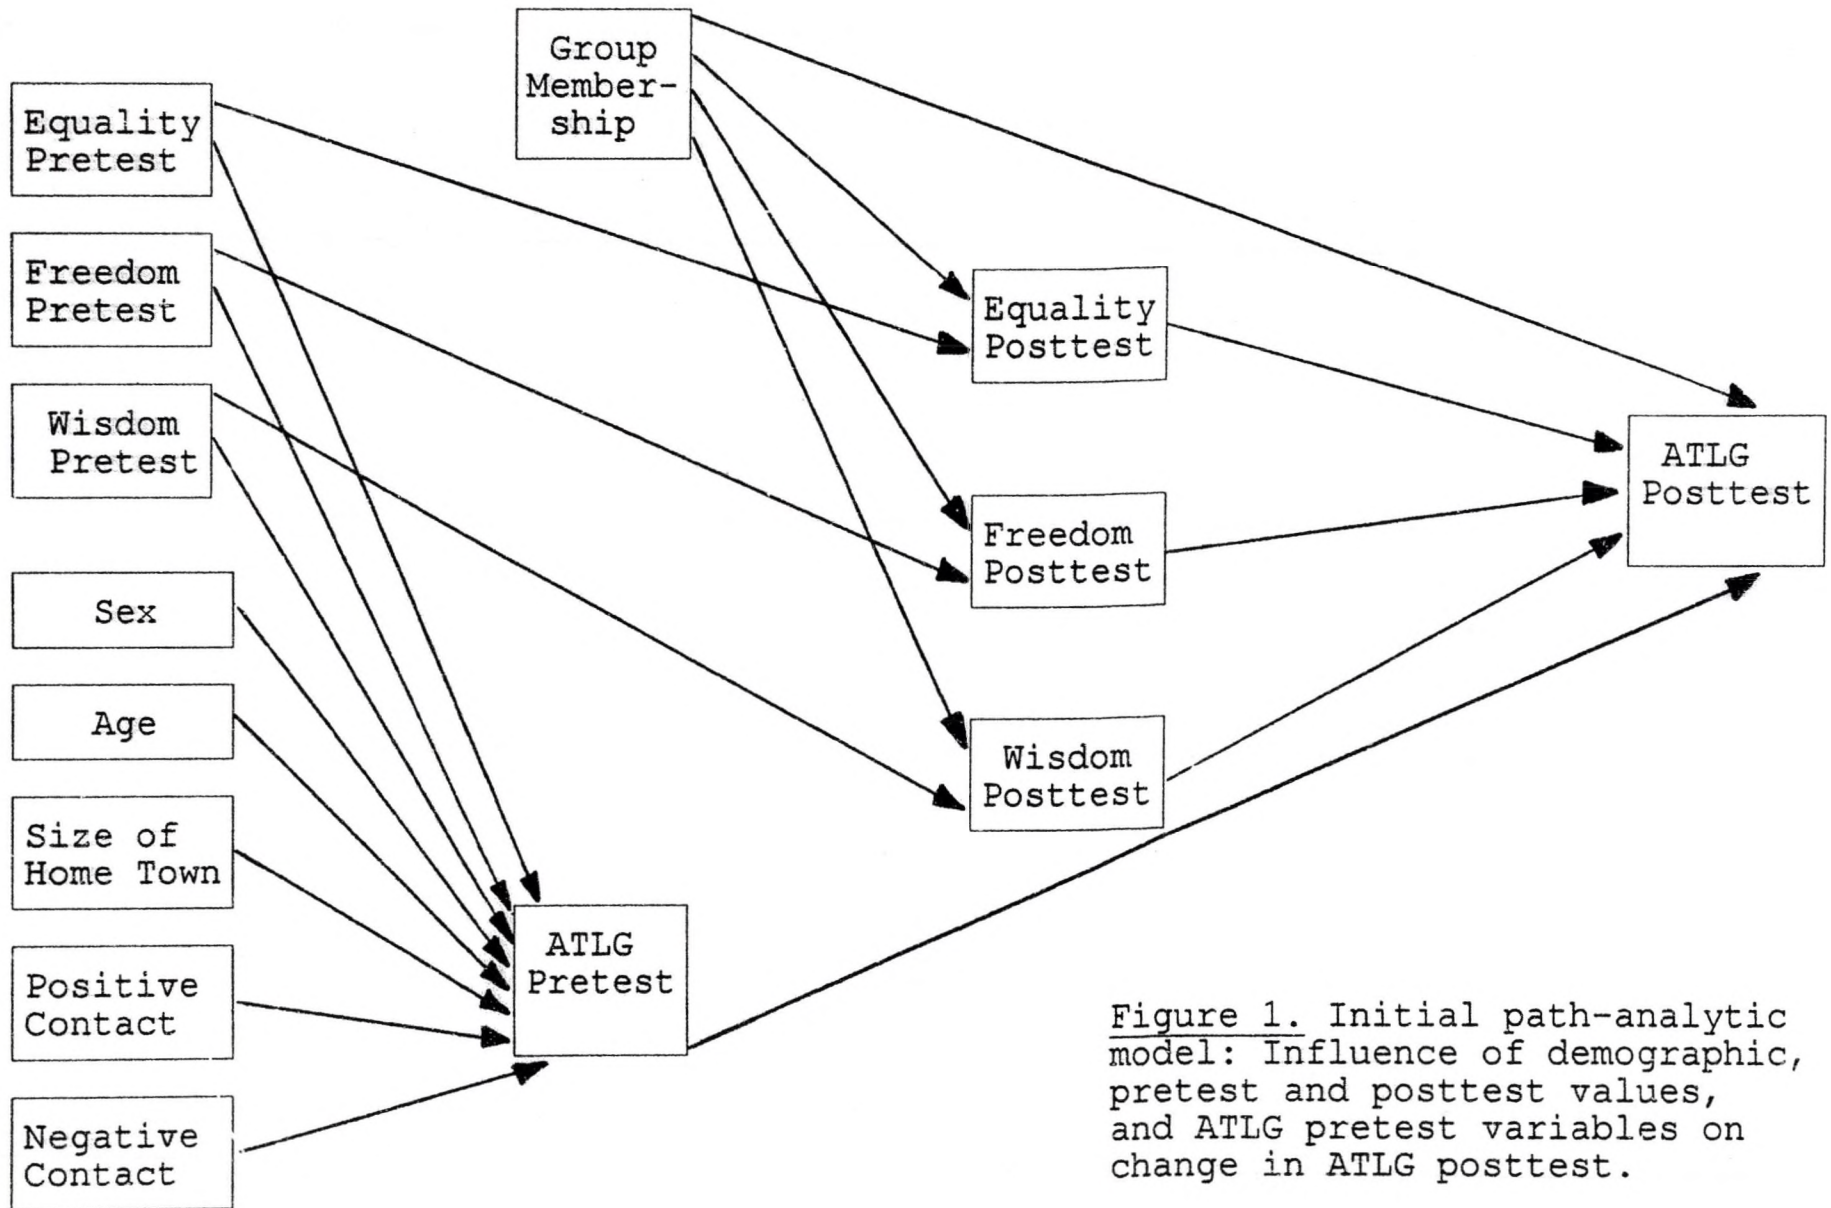 Group
Member-
ship
Equality
Pretest
Freedom
Pretest
Wisdom
Pretest
Sex
Age
Size of
Home Town
Positive
Contact
Negative
Contact
Equality
Posttest
Freedom
Posttest
Wisdom
Posttest
ATLG
Pretest
ATLG
Posttest
Figure 1. Initial path-analytic
model: Influence of demographic,
pretest and posttest values,
and ATLG pretest variables on
change in ATLG posttest.